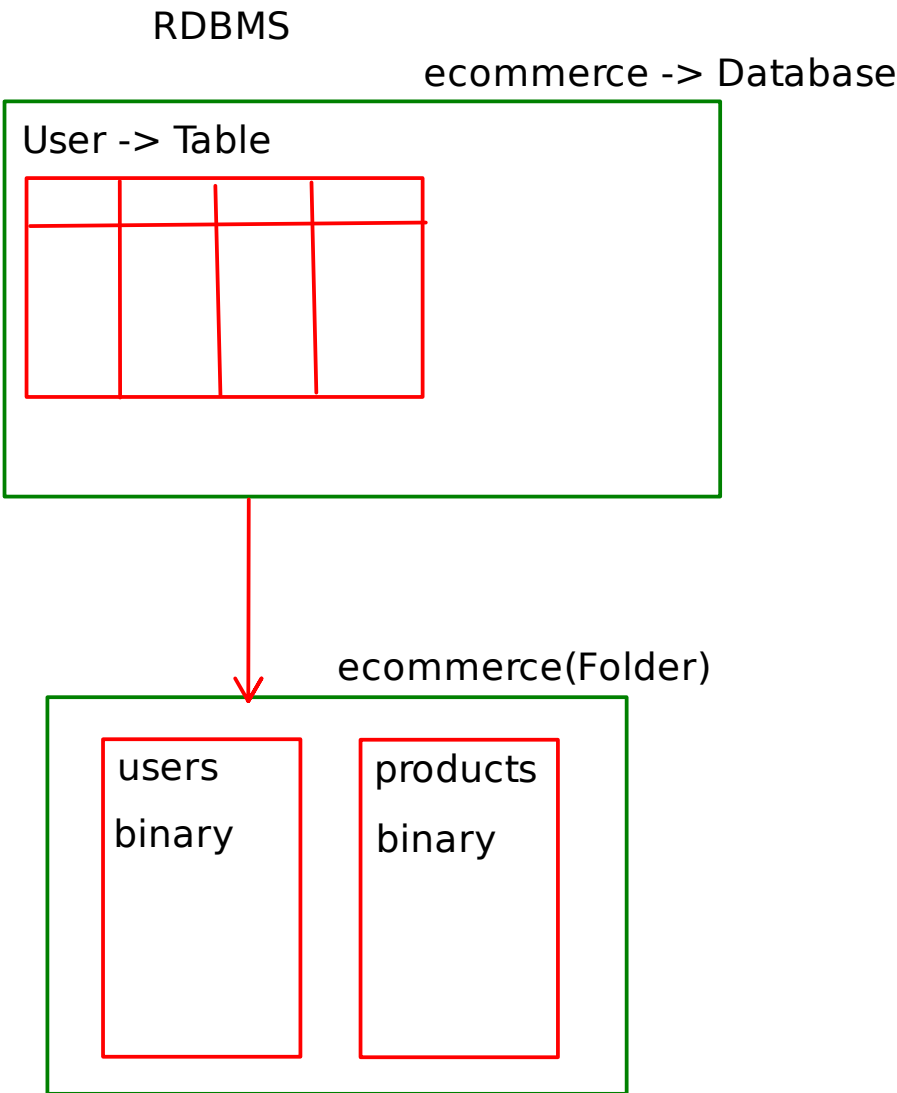 RDBMS
ecommerce -> Database
User -> Table
ecommerce(Folder)
users
binary
products
binary